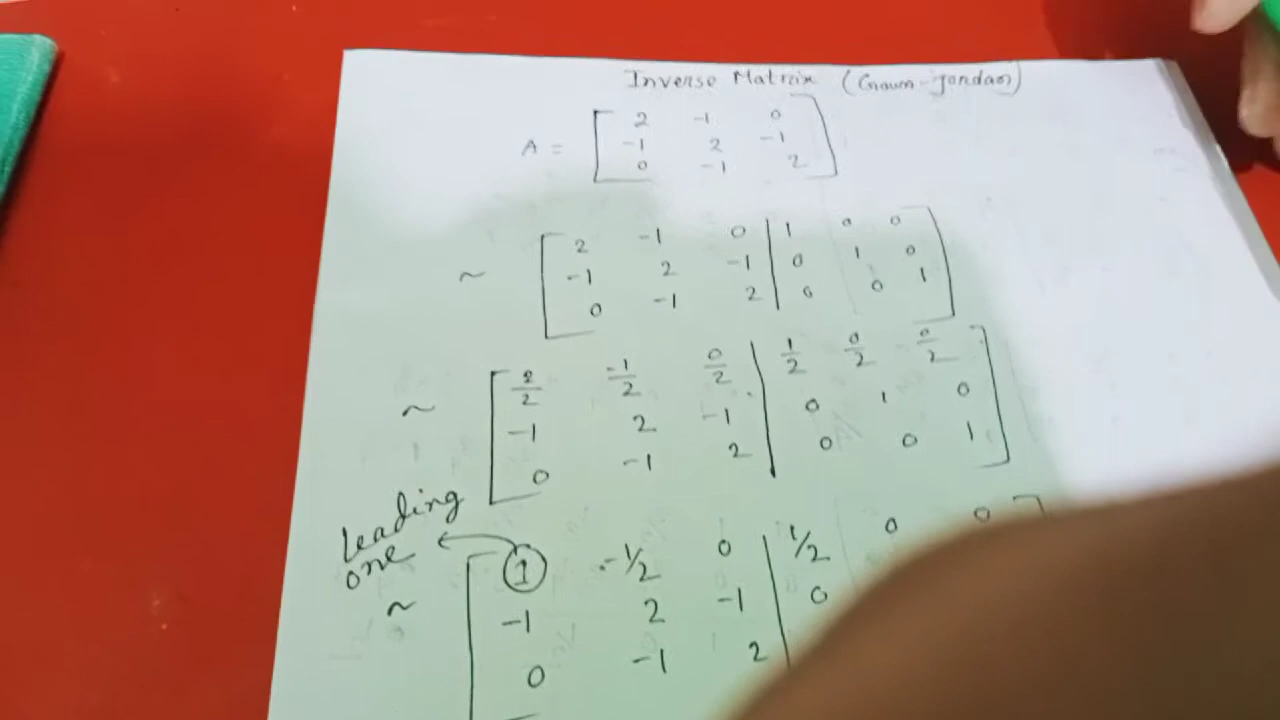 Inverse Matrix (Gauss-Jordan)
A = [ 2 -1 0
-1 2 -1
0 -1 2 ]
~ [ 2 -1 0 | 1 0 0
-1 2 -1 | 0 1 0
0 -1 2 | 0 0 1 ]
~ [ 2/2 -1/2 0/2 | 1/2 0/2 0/2
-1 2 -1 | 0 1 0
0 -1 2 | 0 0 1 ]
leading
one
~ [ 1 -1/2 0 | 1/2 0 0 ]
-1 2 -1 | 0
0 -1 2 |